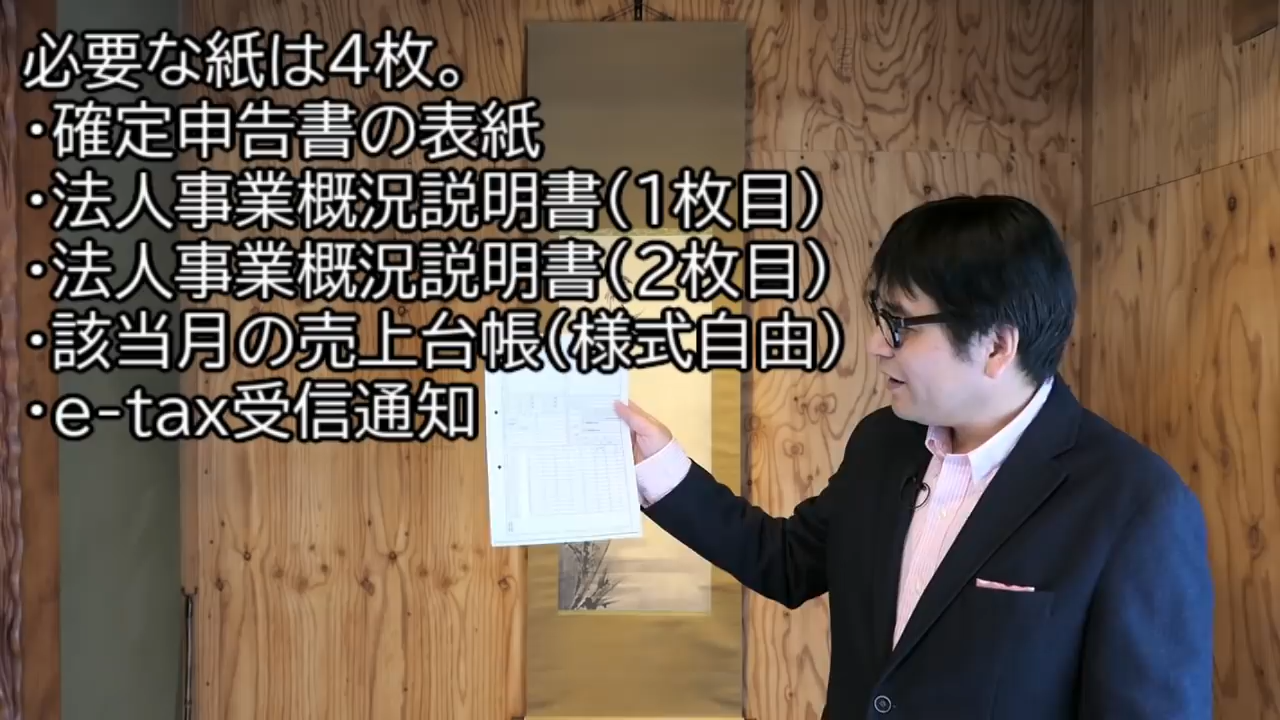 必要な紙は4枚。
・確定申告書の表紙
・法人事業概況説明書(1枚目)
・法人事業概況説明書(2枚目)
・該当月の売上台帳(様式自由)
・e-tax受信通知